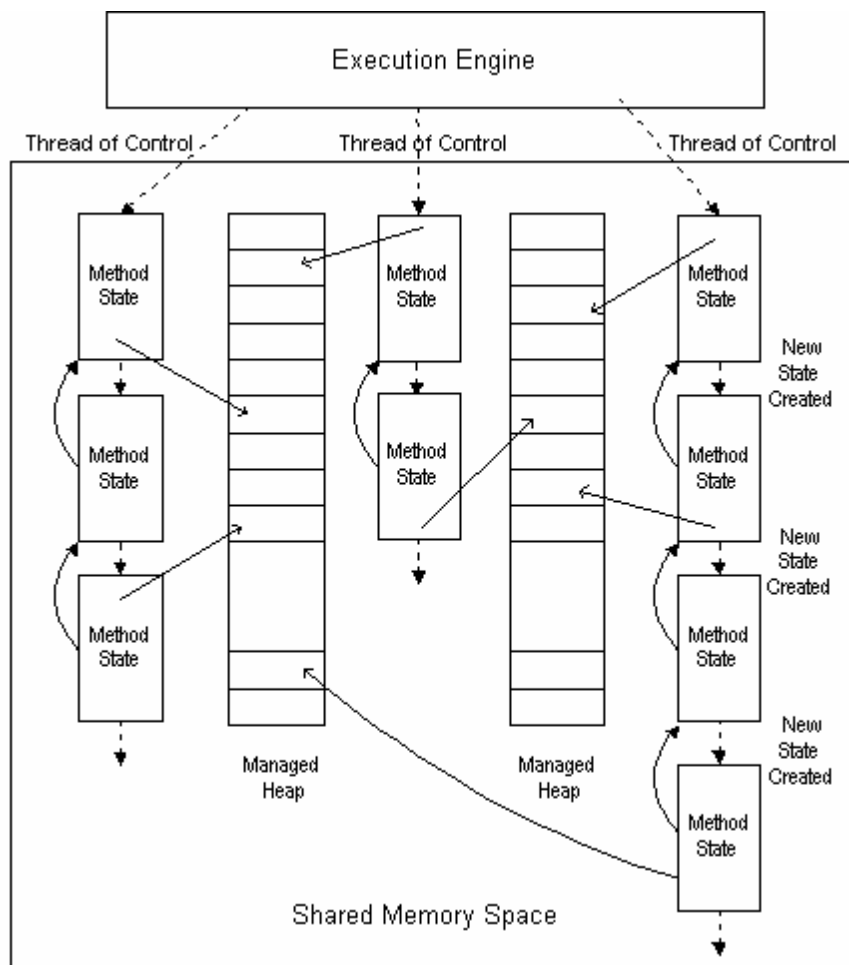 Execution Engine
Thread of Control
Thread of Control
Thread of Control
Method
State
Method
State
Method
State
New
State
Created
Method
State
Method
State
Method
State
New
State
Created
Method
State
Method
State
New
State
Created
Managed
Heap
Managed
Heap
Method
State
Shared Memory Space